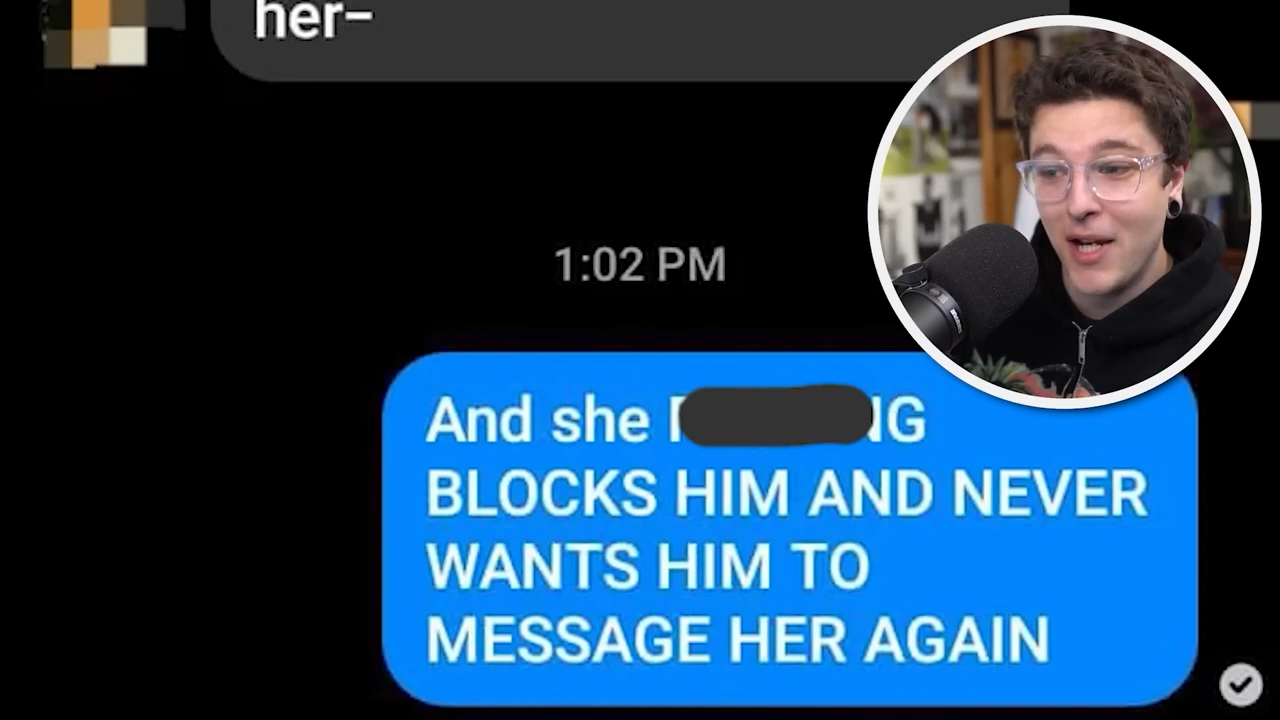 her-
1:02 PM
And she
BLOCKS HIM AND NEVER
WANTS HIM TO
MESSAGE HER AGAIN